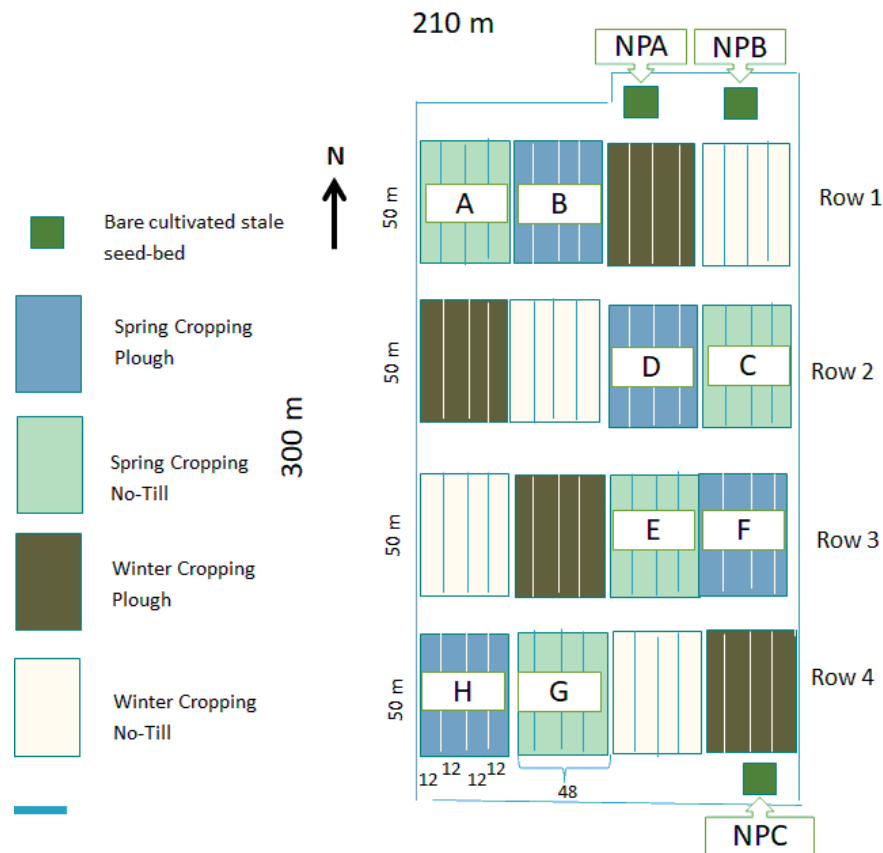 210 m
NPA
NPB
N
A
B
50 m
Row 1
Bare cultivated stale
seed-bed
Spring Cropping
Plough
50 m
D
C
Row 2
300 m
Spring Cropping
No-Till
50 m
E
F
Row 3
Winter Cropping
Plough
50 m
H
G
Row 4
Winter Cropping
No-Till
12
12
12
12
48
NPC